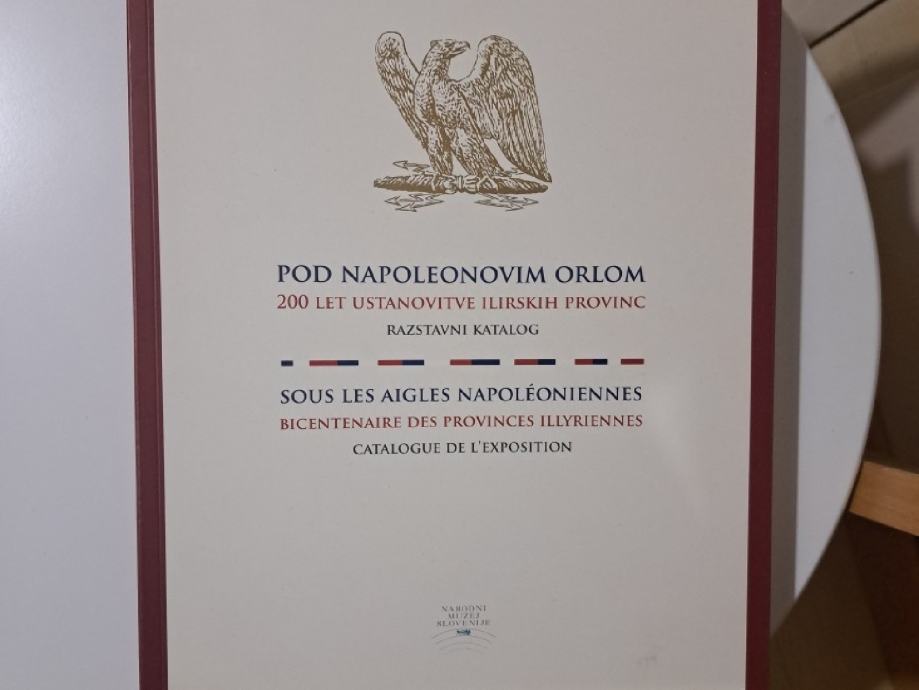 POD NAPOLEONOVIM ORLOM
200 LET USTANOVITVE ILIRSKIH PROVINC
RAZSTAVNI KATALOG
SOUS LES AIGLES NAPOLÉONIENNES
BICENTENAIRE DES PROVINCES ILLYRIENNES
CATALOGUE DE L'EXPOSITION
NARODNI
MUZEJ
SLOVENIJE